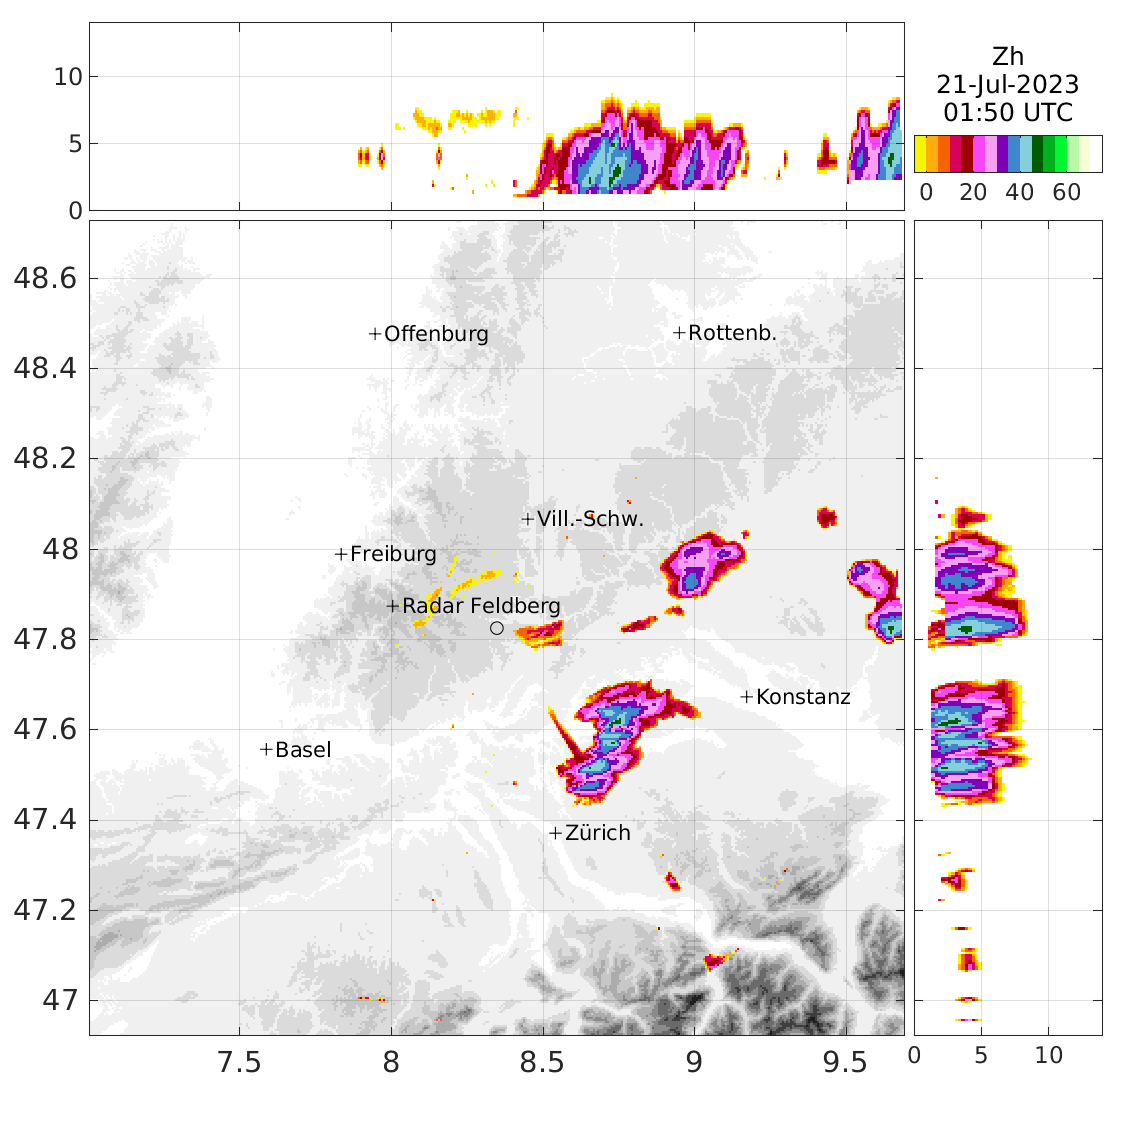 10
5
0
Zh
21-Jul-2023
01:50 UTC
0 20 40 60
48.6
48.4
48.2
48
47.8
47.6
47.4
47.2
47
+Offenburg
+Rottenb.
+Vill.-Schw.
+Freiburg
+Radar Feldberg
+Konstanz
+Basel
+Zürich
7.5 8 8.5 9 9.5
0 5 10